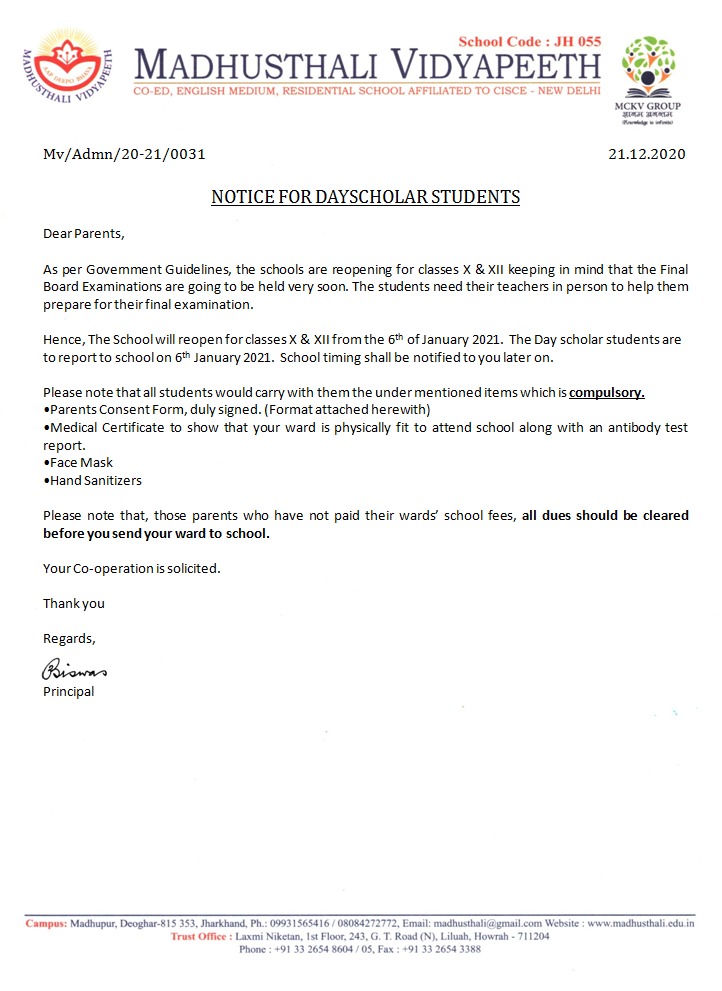 School Code : JH 055
MADHUSTHALI VIDYAPEETH
CO-ED, ENGLISH MEDIUM, RESIDENTIAL SCHOOL AFFILIATED TO CISCE - NEW DELHI
AAP DEEPO BHAVA
MADHUSTHALI VIDYAPEETH
MCKV GROUP
(Knowledge is infinite)
Mv/Admn/20-21/0031 21.12.2020
NOTICE FOR DAYSCHOLAR STUDENTS
Dear Parents,
As per Government Guidelines, the schools are reopening for classes X & XII keeping in mind that the Final
Board Examinations are going to be held very soon. The students need their teachers in person to help them
prepare for their final examination.
Hence, The School will reopen for classes X & XII from the 6th of January 2021. The Day scholar students are
to report to school on 6th January 2021. School timing shall be notified to you later on.
Please note that all students would carry with them the under mentioned items which is compulsory.
•Parents Consent Form, duly signed. (Format attached herewith)
•Medical Certificate to show that your ward is physically fit to attend school along with an antibody test
report.
•Face Mask
•Hand Sanitizers
Please note that, those parents who have not paid their wards’ school fees, all dues should be cleared
before you send your ward to school.
Your Co-operation is solicited.
Thank you
Regards,
Biswas
Principal
Campus: Madhupur, Deoghar-815 353, Jharkhand, Ph.: 09931565416 / 08084272772, Email: madhusthali@gmail.com Website : www.madhusthali.edu.in
Trust Office : Laxmi Niketan, 1st Floor, 243, G. T. Road (N), Liluah, Howrah - 711204
Phone : +91 33 2654 8604 / 05, Fax : +91 33 2654 3388